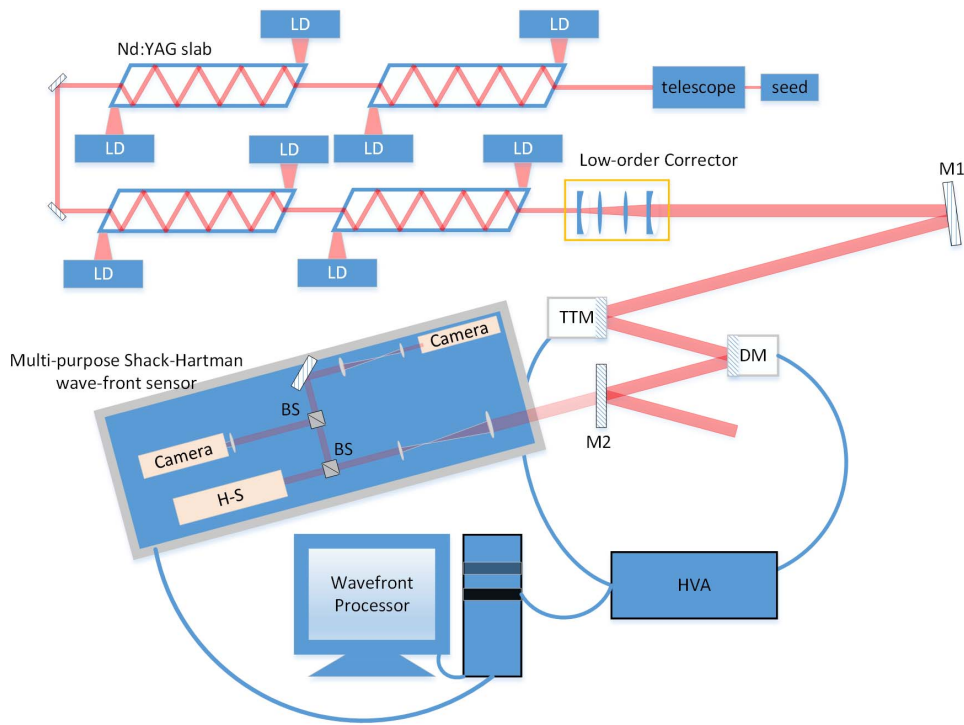 LD
LD
Nd:YAG slab
telescope
seed
LD
LD
LD
LD
Low-order Corrector
M1
LD
LD
TTM
DM
Camera
Multi-purpose Shack-Hartman
wave-front sensor
BS
M2
BS
Camera
H-S
Wavefront
Processor
HVA